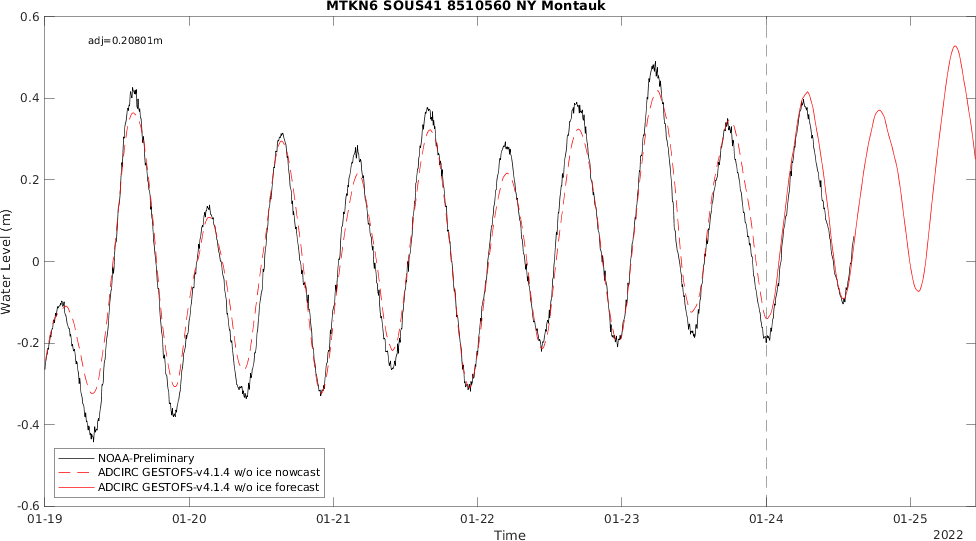 MTKN6 SOUS41 8510560 NY Montauk
adj=0.20801m
0.6
0.4
0.2
0
-0.2
-0.4
-0.6
Water Level (m)
NOAA-Preliminary
ADCIRC GESTOFS-v4.1.4 w/o ice nowcast
ADCIRC GESTOFS-v4.1.4 w/o ice forecast
01-19 01-20 01-21 01-22 01-23 01-24 01-25
Time
2022